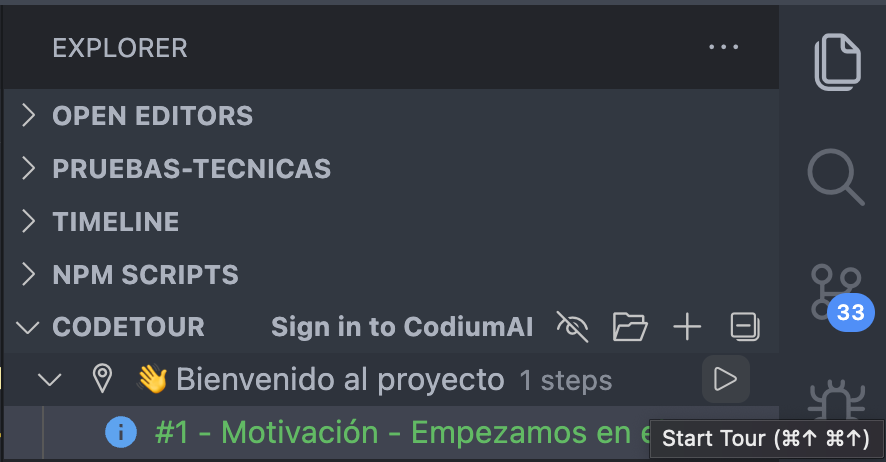 EXPLORER
OPEN EDITORS
PRUEBAS-TECNICAS
TIMELINE
NPM SCRIPTS
CODETOUR Sign in to CodiumAI
33
👋 Bienvenido al proyecto 1 steps
#1 - Motivación - Empezamos en
Start Tour (⌘↑ ⌘↑)